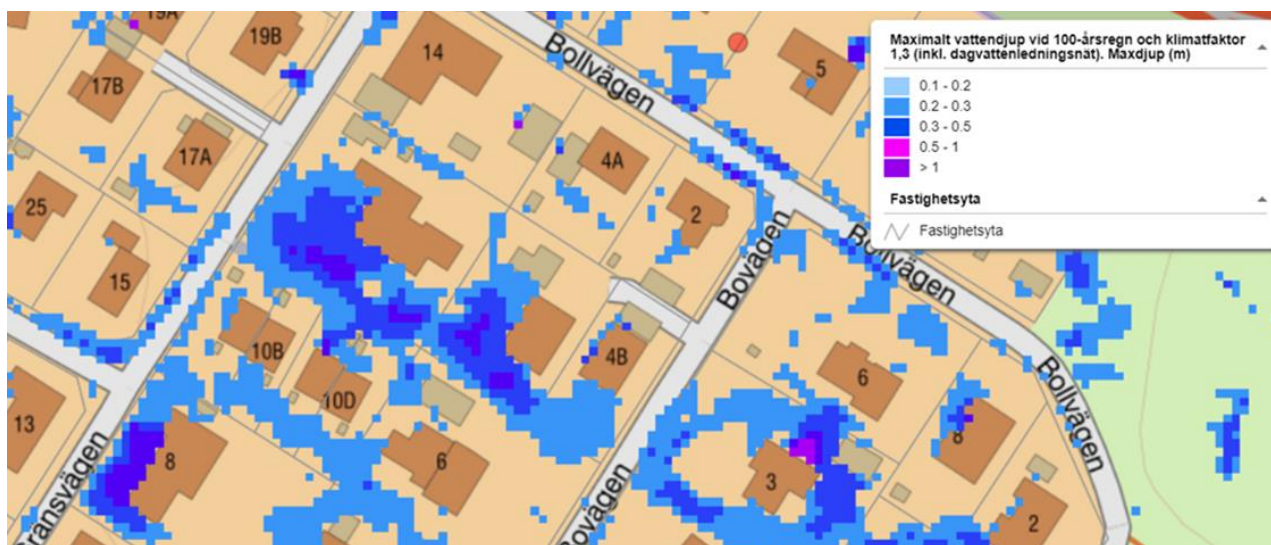 19A
19B
14
Bollvägen
5
17B
17A
4A
25
2
15
Bovägen
Bollvägen
10B
4B
10D
6
Bollvägen
13
8
8
6
3
2
Bovägen
Maximalt vattendjup vid 100-årsregn och klimatfaktor
1,3 (inkl. dagvattenledningsnät). Maxdjup (m)
0.1 - 0.2
0.2 - 0.3
0.3 - 0.5
0.5 - 1
> 1
Fastighetsyta
Fastighetsyta